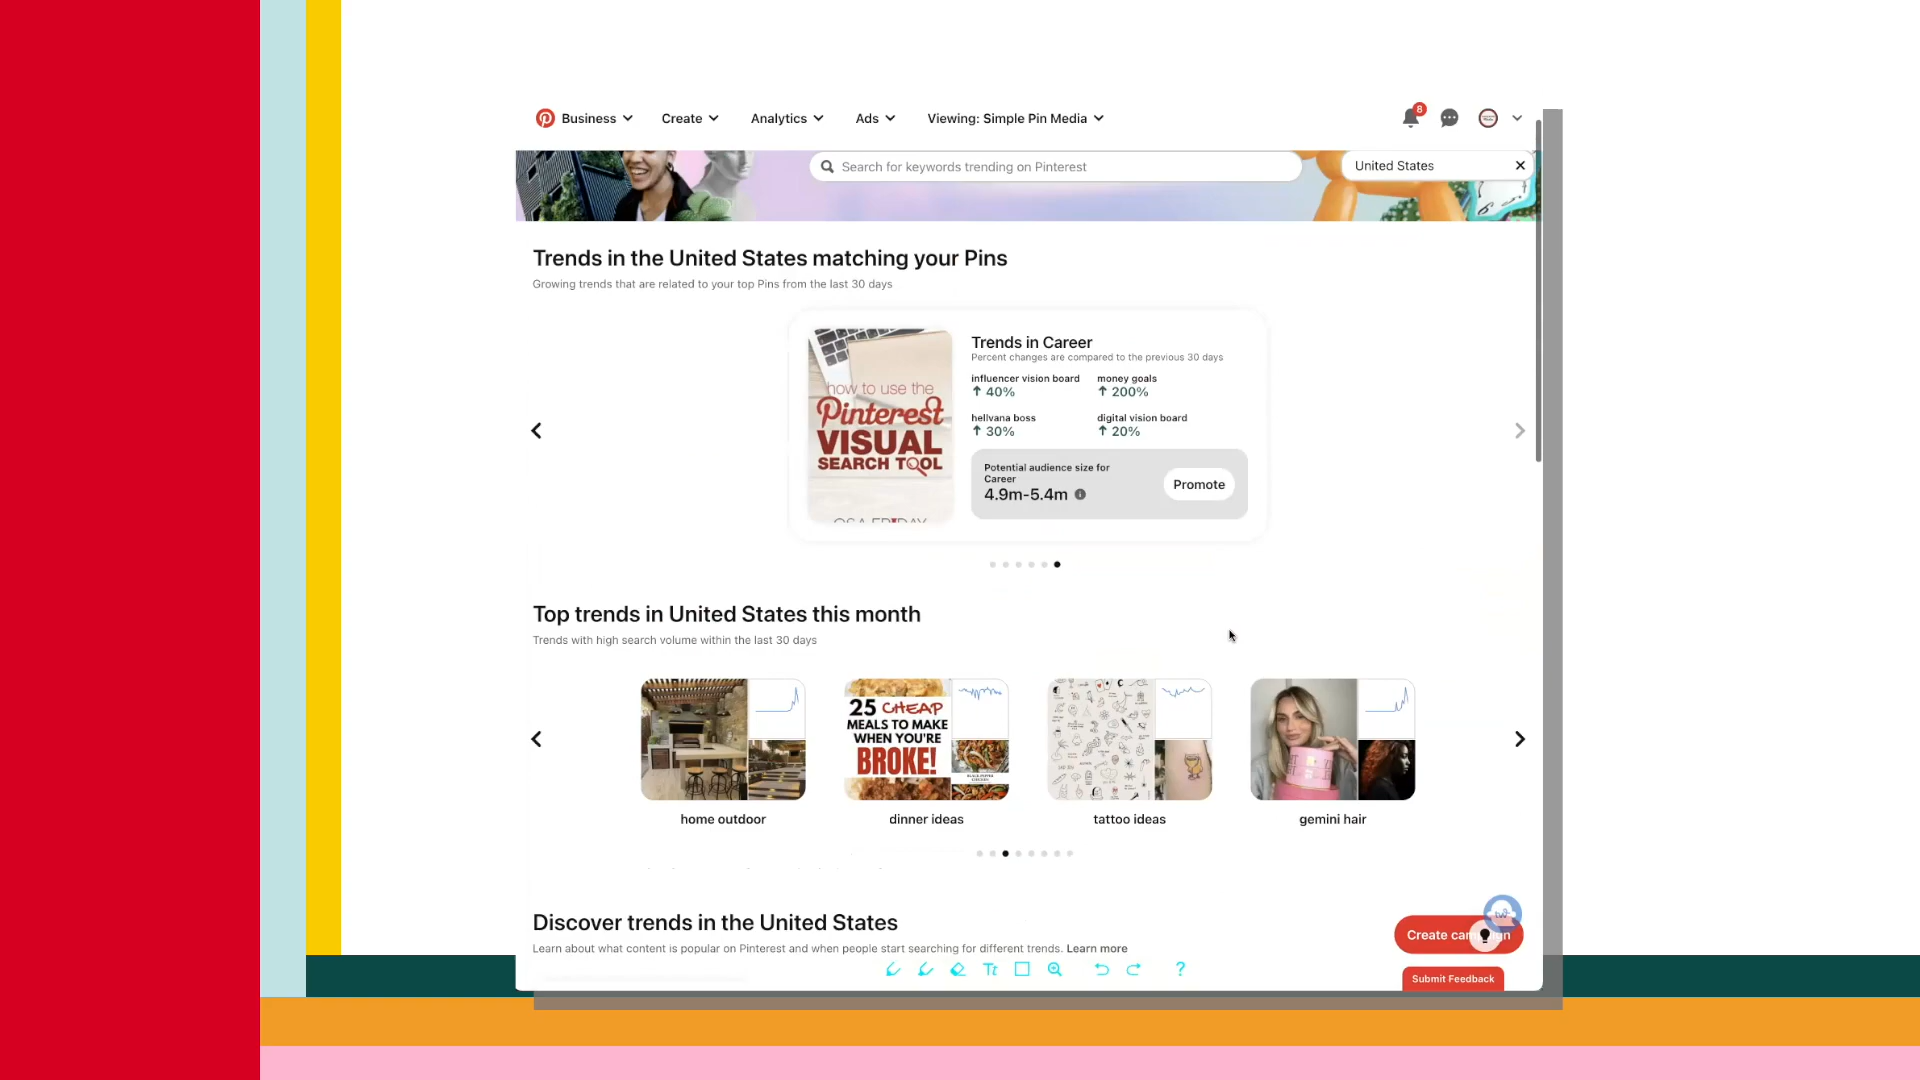 Business
Create
Analytics
Ads
Viewing: Simple Pin Media
8
Search for keywords trending on Pinterest
United States
Trends in the United States matching your Pins
Growing trends that are related to your top Pins from the last 30 days
how to use the
Pinterest
VISUAL
SEARCH TOOL
Trends in Career
Percent changes are compared to the previous 30 days
influencer vision board
40%
money goals
200%
hellvana boss
30%
digital vision board
20%
Potential audience size for
Career
4.9m-5.4m
Promote
Top trends in United States this month
Trends with high search volume within the last 30 days
25 CHEAP
MEALS TO MAKE
WHEN YOU'RE
BROKE!
home outdoor
dinner ideas
tattoo ideas
gemini hair
Discover trends in the United States
Learn about what content is popular on Pinterest and when people start searching for different trends. Learn more
Tt
?
Submit Feedback